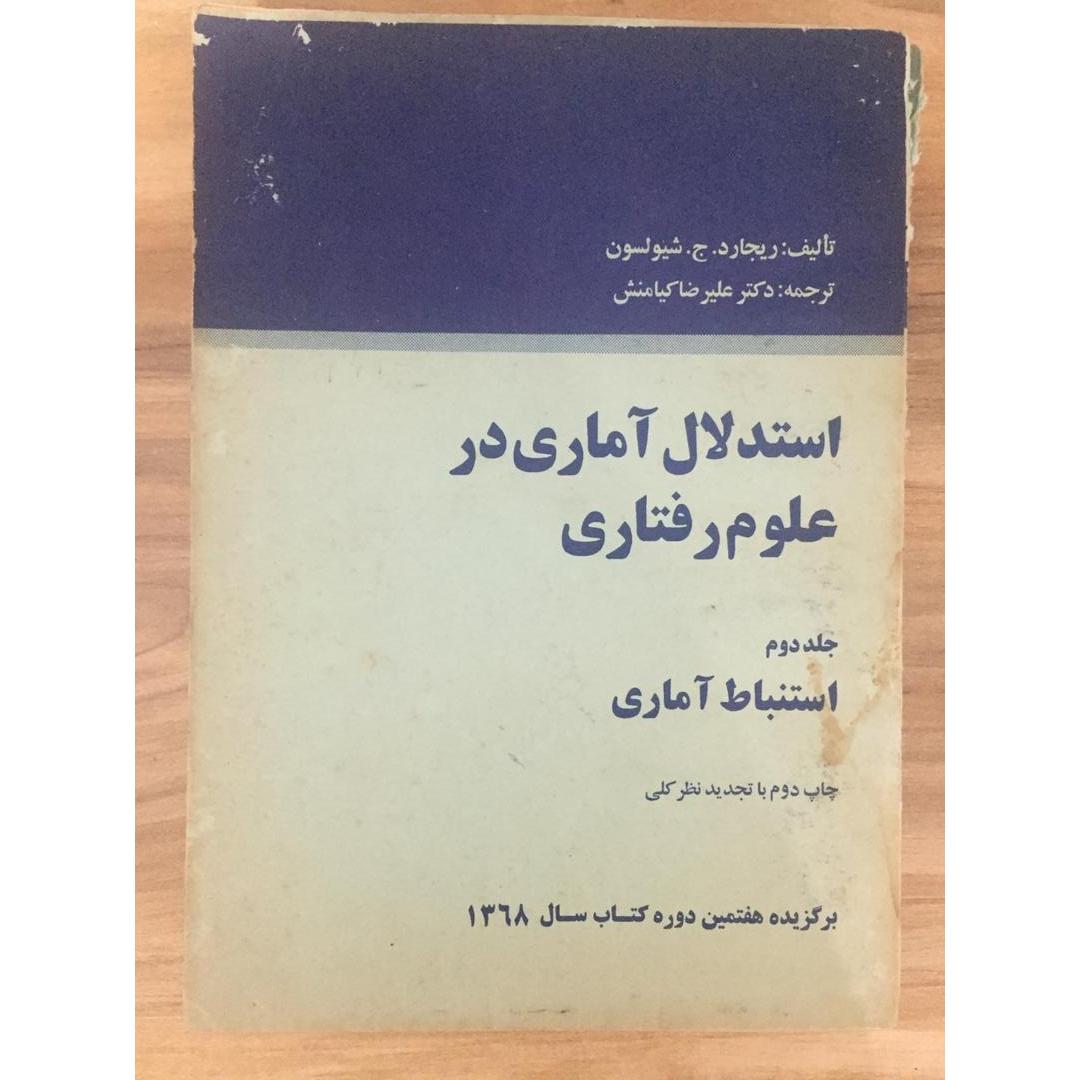 تألیف: ریچارد. ج. شیولسون
ترجمه: دکتر علیرضا کیامنش
استدلال آماری در
علوم رفتاری
جلد دوم
استنباط آماری
چاپ دوم با تجدید نظر کلی
برگزیده هفتمین دوره کتاب سال ۱۳۶۸